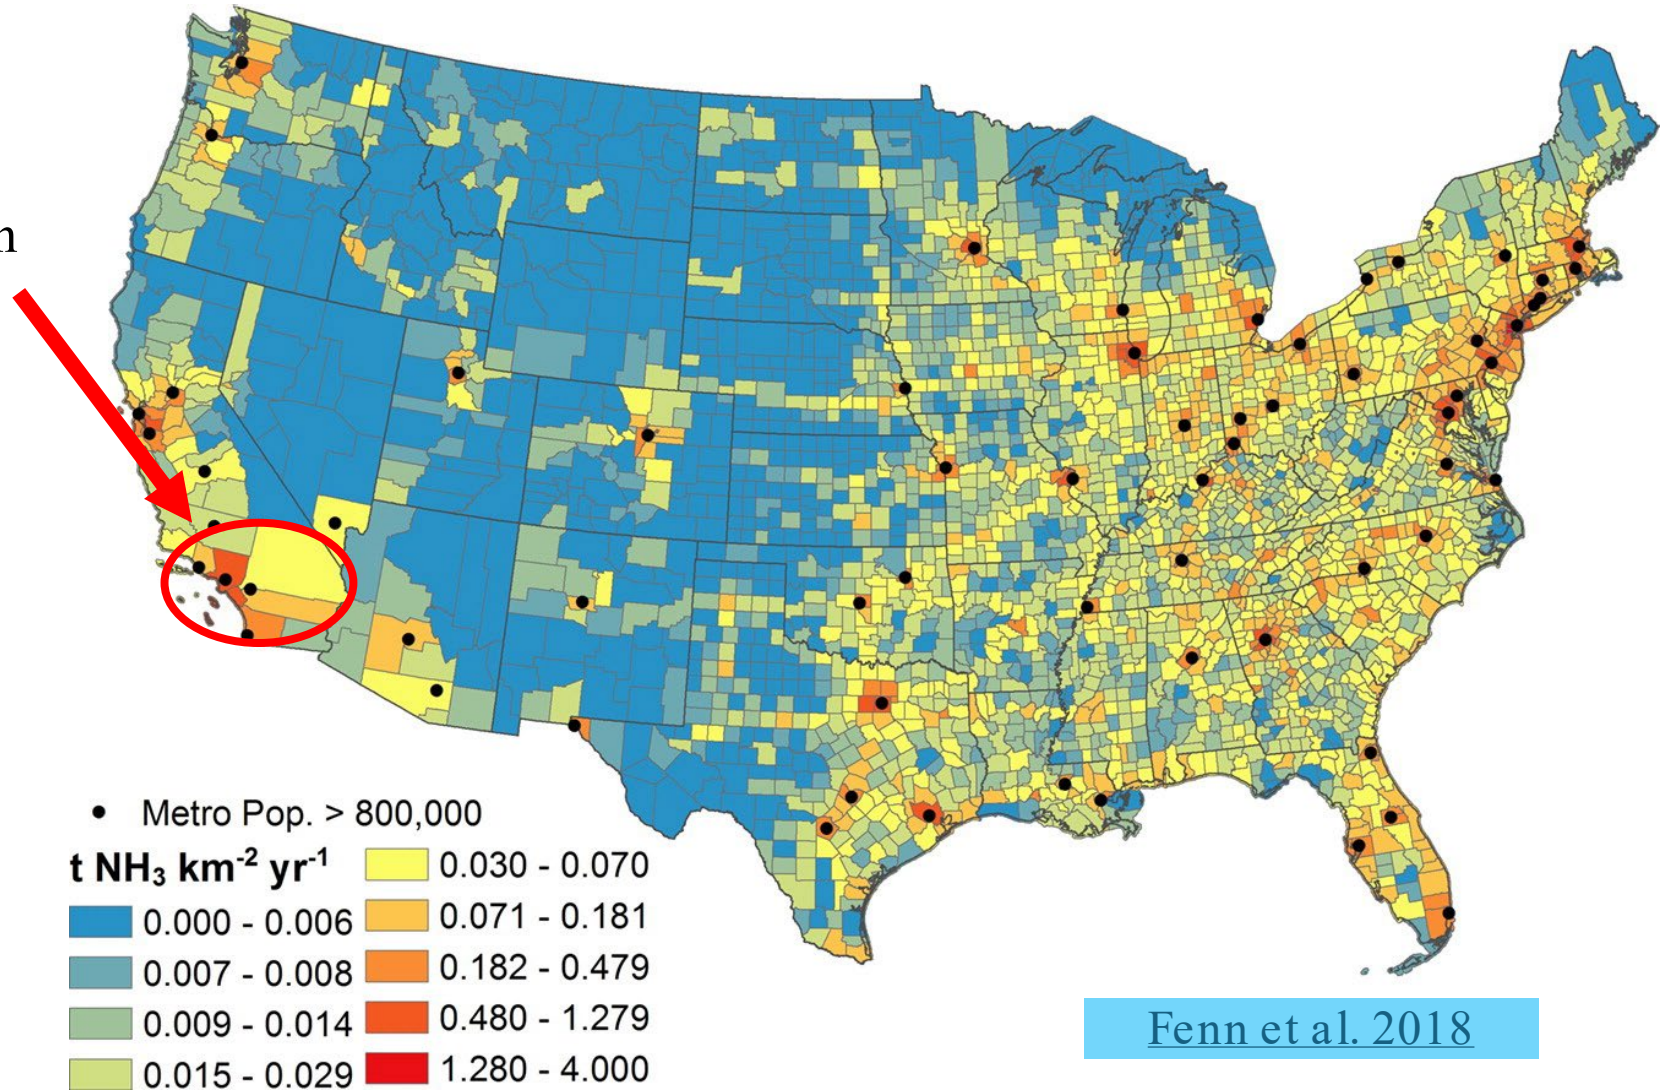 n
Metro Pop. > 800,000
t NH₃ km⁻² yr⁻¹
0.000 - 0.006
0.007 - 0.008
0.009 - 0.014
0.015 - 0.029
0.030 - 0.070
0.071 - 0.181
0.182 - 0.479
0.480 - 1.279
1.280 - 4.000
Fenn et al. 2018